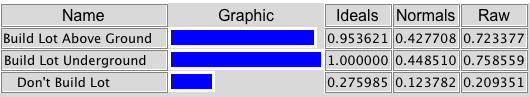 Name Graphic Ideals Normals Raw
Build Lot Above Ground 0.953621 0.427708 0.723377
Build Lot Underground 1.000000 0.448510 0.758559
Don't Build Lot 0.275985 0.123782 0.209351